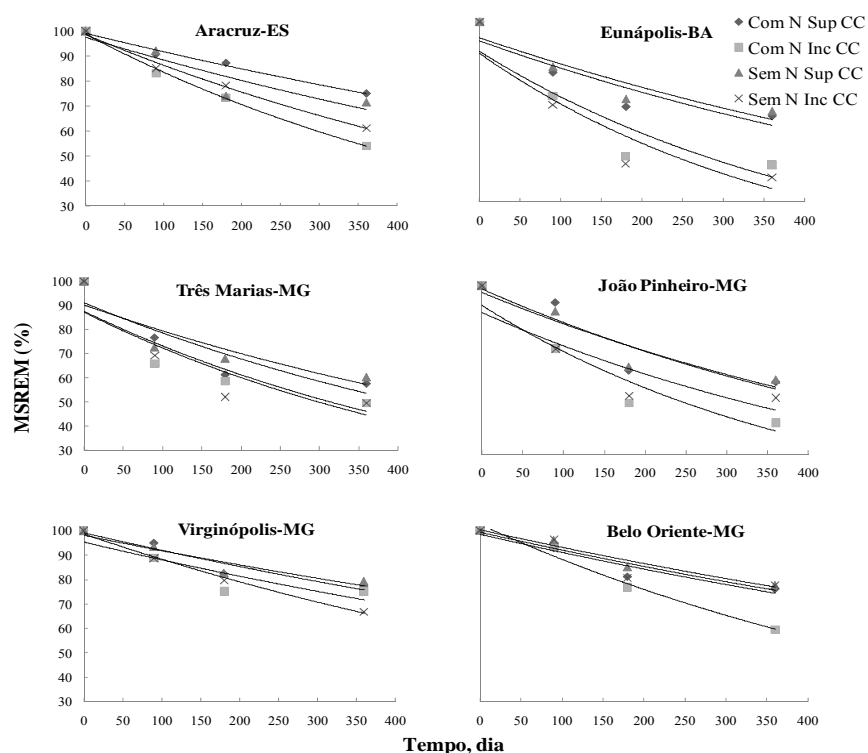 Aracruz-ES
100
90
80
70
60
50
40
30
0 50 100 150 200 250 300 350 400
Eunápolis-BA
Com N Sup CC
Com N Inc CC
Sem N Sup CC
Sem N Inc CC
0 50 100 150 200 250 300 350 400
MSREM (%)
Três Marias-MG
100
90
80
70
60
50
40
30
0 50 100 150 200 250 300 350 400
João Pinheiro-MG
0 50 100 150 200 250 300 350 400
Virginópolis-MG
100
90
80
70
60
50
40
30
0 50 100 150 200 250 300 350 400
Belo Oriente-MG
0 50 100 150 200 250 300 350 400
Tempo, dia